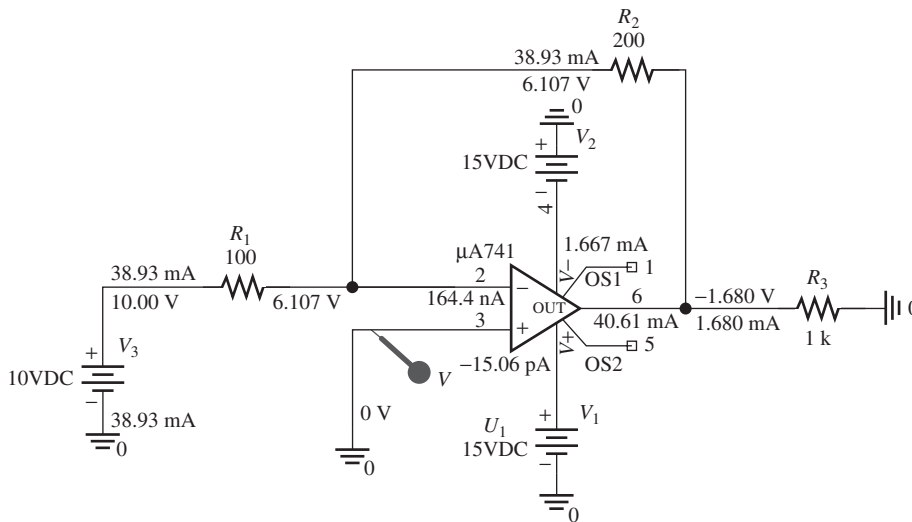 R2
200
38.93 mA
6.107 V
0
+ V2
15VDC
−
4
R1
100
μA741
1.667 mA
V−
OS1
1
38.93 mA
10.00 V
6.107 V
2
−
164.4 nA
3
+
OUT
6
40.61 mA
−1.680 V
1.680 mA
R3
1 k
0
−15.06 pA
V+
OS2
5
+ V3
10VDC
−
38.93 mA
0
V
0 V
0
U1
15VDC
+ V1
−
0